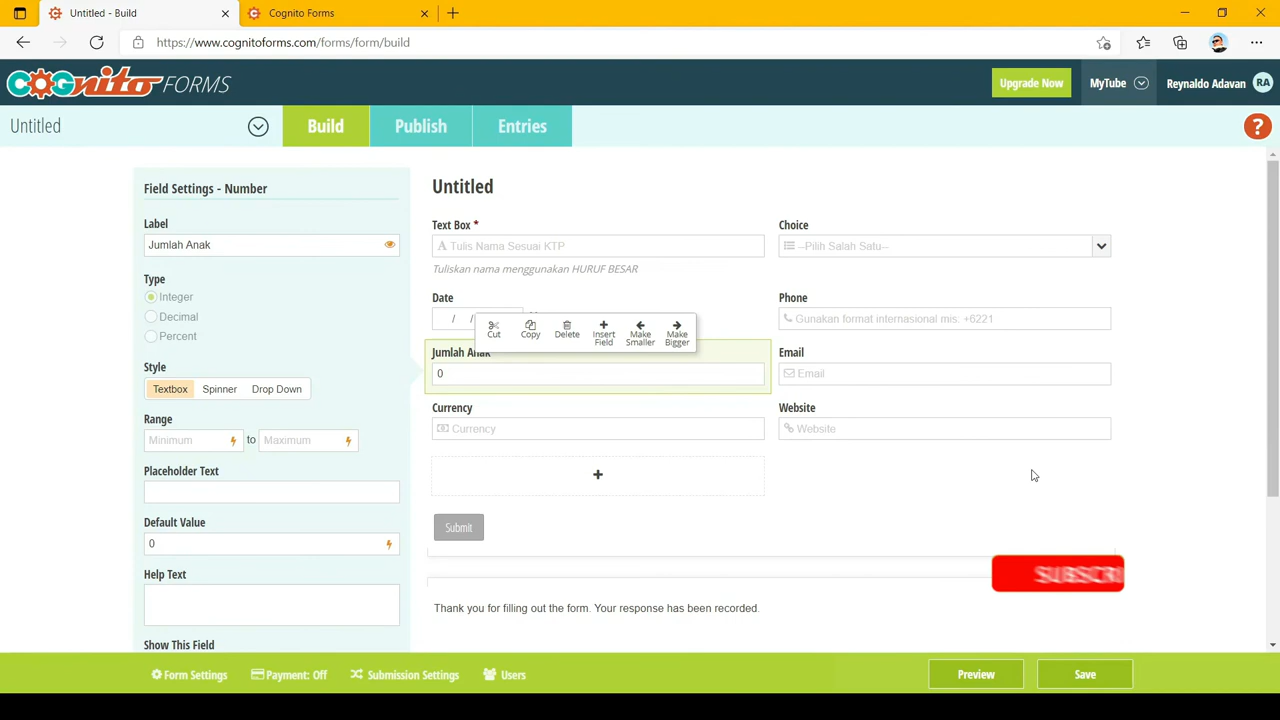 Untitled - Build
Cognito Forms
https://www.cognitoforms.com/forms/form/build
COGNITO FORMS
Upgrade Now
MyTube
Reynaldo Adavan
RA
Untitled
Build
Publish
Entries
?
Field Settings - Number
Label
Jumlah Anak
Type
Integer
Decimal
Percent
Style
Textbox
Spinner
Drop Down
Range
Minimum
to
Maximum
Placeholder Text
Default Value
0
Help Text
Show This Field
Untitled
Text Box *
Tulis Nama Sesuai KTP
Tuliskan nama menggunakan HURUF BESAR
Choice
--Pilih Salah Satu--
Date
/ /
Phone
Gunakan format internasional mis: +6221
Cut
Copy
Delete
Insert Field
Make Smaller
Make Bigger
Jumlah Anak
0
Email
Email
Currency
Currency
Website
Website
Submit
SUBSCRI
Thank you for filling out the form. Your response has been recorded.
Form Settings
Payment: Off
Submission Settings
Users
Preview
Save